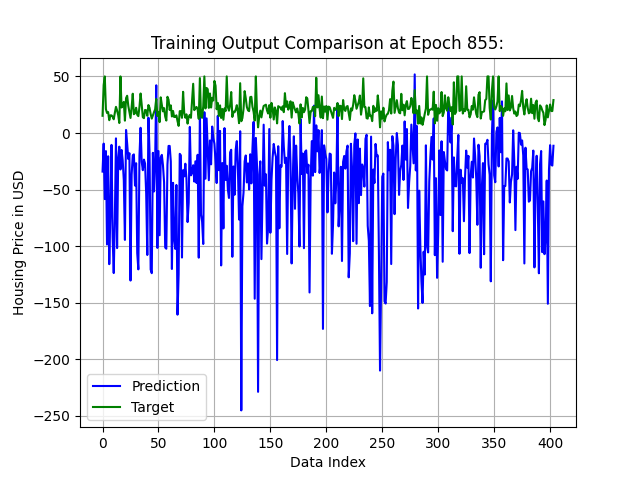 Training Output Comparison at Epoch 855:
Housing Price in USD
50
0
−50
−100
−150
−200
−250
Prediction
Target
0 50 100 150 200 250 300 350 400
Data Index